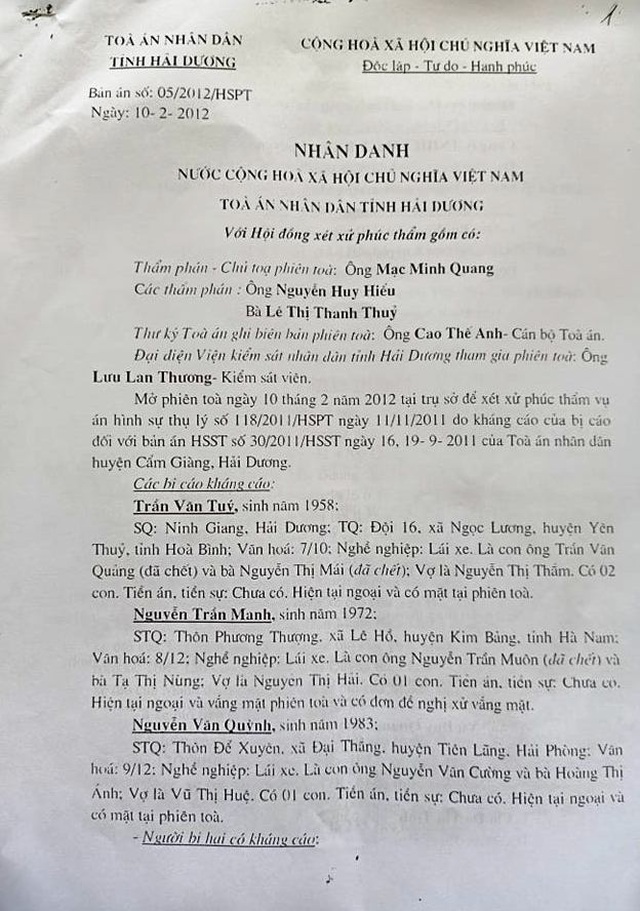 1
TOÀ ÁN NHÂN DÂN
TỈNH HẢI DƯƠNG
CỘNG HOÀ XÃ HỘI CHỦ NGHĨA VIỆT NAM
Độc lập - Tự do - Hạnh phúc
Bản án số: 05/2012/HSPT
Ngày: 10- 2- 2012
NHÂN DANH
NƯỚC CỘNG HOÀ XÃ HỘI CHỦ NGHĨA VIỆT NAM
TOÀ ÁN NHÂN DÂN TỈNH HẢI DƯƠNG
Với Hội đồng xét xử phúc thẩm gồm có:
Thẩm phán - Chủ toạ phiên toà: Ông Mạc Minh Quang
Các thẩm phán : Ông Nguyễn Huy Hiếu
Bà Lê Thị Thanh Thuỷ
Thư ký Toà án ghi biên bản phiên toà: Ông Cao Thế Anh- Cán bộ Toà án.
Đại diện Viện kiểm sát nhân dân tỉnh Hải Dương tham gia phiên toà: Ông
Lưu Lan Thương- Kiểm sát viên.
Mở phiên toà ngày 10 tháng 2 năm 2012 tại trụ sở để xét xử phúc thẩm vụ
án hình sự thụ lý số 118/2011/HSPT ngày 11/11/2011 do kháng cáo của bị cáo
đối với bản án HSST số 30/2011/HSST ngày 16, 19- 9- 2011 của Toà án nhân dân
huyện Cẩm Giàng, Hải Dương.
Các bị cáo kháng cáo:
Trần Văn Tuý, sinh năm 1958;
SQ: Ninh Giang, Hải Dương; TQ: Đội 16, xã Ngọc Lương, huyện Yên
Thuỷ, tỉnh Hoà Bình; Văn hoá: 7/10; Nghề nghiệp: Lái xe. Là con ông Trần Văn
Quảng (đã chết) và bà Nguyễn Thị Mái (đã chết); Vợ là Nguyễn Thị Thắm. Có 02
con. Tiền án, tiền sự: Chưa có. Hiện tại ngoại và có mặt tại phiên toà.
Nguyễn Trần Mạnh, sinh năm 1972;
STQ: Thôn Phương Thượng, xã Lê Hồ, huyện Kim Bảng, tỉnh Hà Nam;
Văn hoá: 8/12; Nghề nghiệp: Lái xe. Là con ông Nguyễn Trần Muôn (đã chết) và
bà Tạ Thị Nùng; Vợ là Nguyễn Thị Hải. Có 01 con. Tiền án, tiền sự: Chưa có.
Hiện tại ngoại và vắng mặt phiên toà và có đơn đề nghị xử vắng mặt.
Nguyễn Văn Quỳnh, sinh năm 1983;
STQ: Thôn Đề Xuyên, xã Đại Thắng, huyện Tiên Lãng, Hải Phòng; Văn
hoá: 9/12; Nghề nghiệp: Lái xe. Là con ông Nguyễn Văn Cường và bà Hoàng Thị
Ánh; Vợ là Vũ Thị Huệ. Có 01 con. Tiền án, tiền sự: Chưa có. Hiện tại ngoại và
có mặt tại phiên toà.
- Người bị hại có kháng cáo: